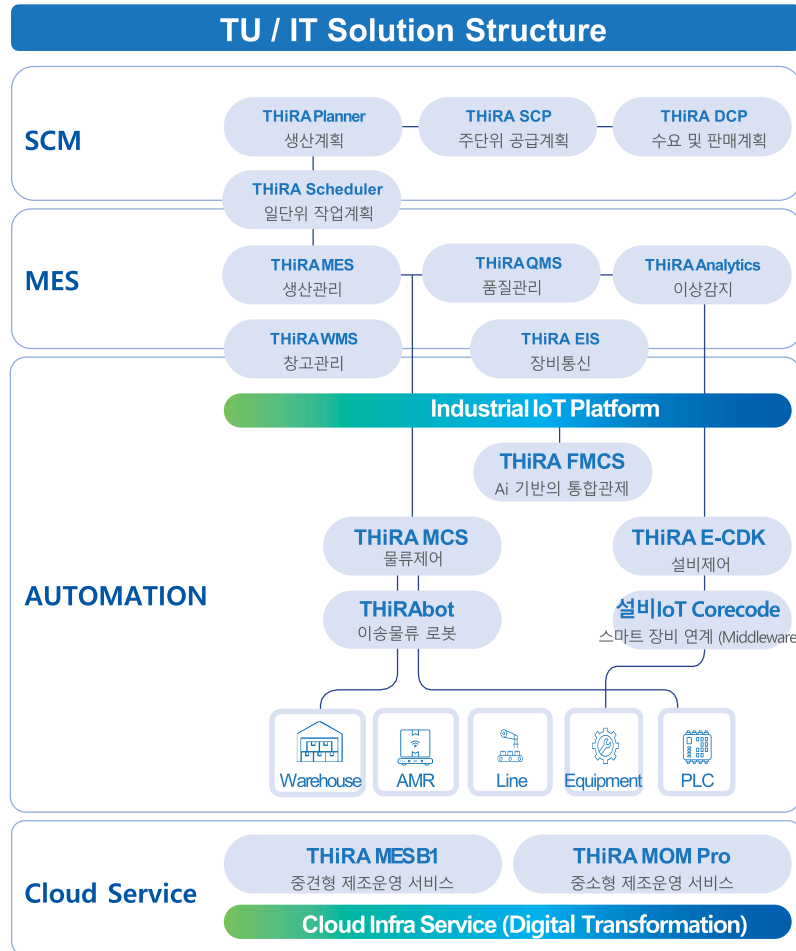 TU / IT Solution Structure
SCM
THiRA Planner
생산계획
THiRA SCP
주단위 공급계획
THiRA DCP
수요 및 판매계획
THiRA Scheduler
일단위 작업계획
MES
THiRA MES
생산관리
THiRA QMS
품질관리
THiRA Analytics
이상감지
THiRA WMS
창고관리
THiRA EIS
장비통신
Industrial IoT Platform
THiRA FMCS
Ai 기반의 통합관제
AUTOMATION
THiRA MCS
물류제어
THiRA E-CDK
설비제어
THiRAbot
이송물류 로봇
설비IoT Corecode
스마트 장비 연계 (Middleware
Warehouse
AMR
Line
Equipment
PLC
Cloud Service
THiRA MESB1
중견형 제조운영 서비스
THiRA MOM Pro
중소형 제조운영 서비스
Cloud Infra Service (Digital Transformation)